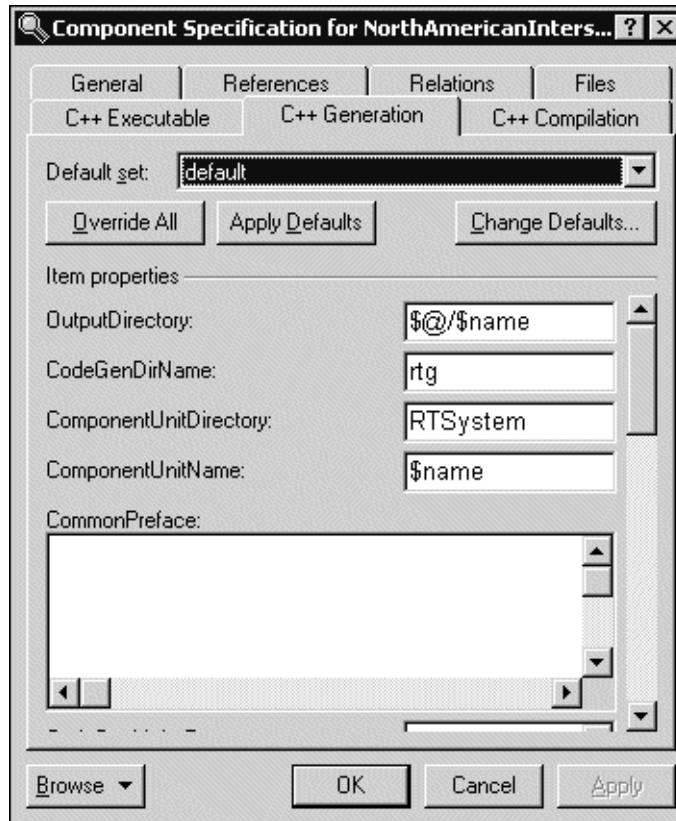 Component Specification for NorthAmericanInters... ? X
General References Relations Files
C++ Executable C++ Generation C++ Compilation
Default set: default
Override All Apply Defaults Change Defaults...
Item properties
OutputDirectory: $@/$name
CodeGenDirName: rtg
ComponentUnitDirectory: RTSystem
ComponentUnitName: $name
CommonPreface:
Browse OK Cancel Apply